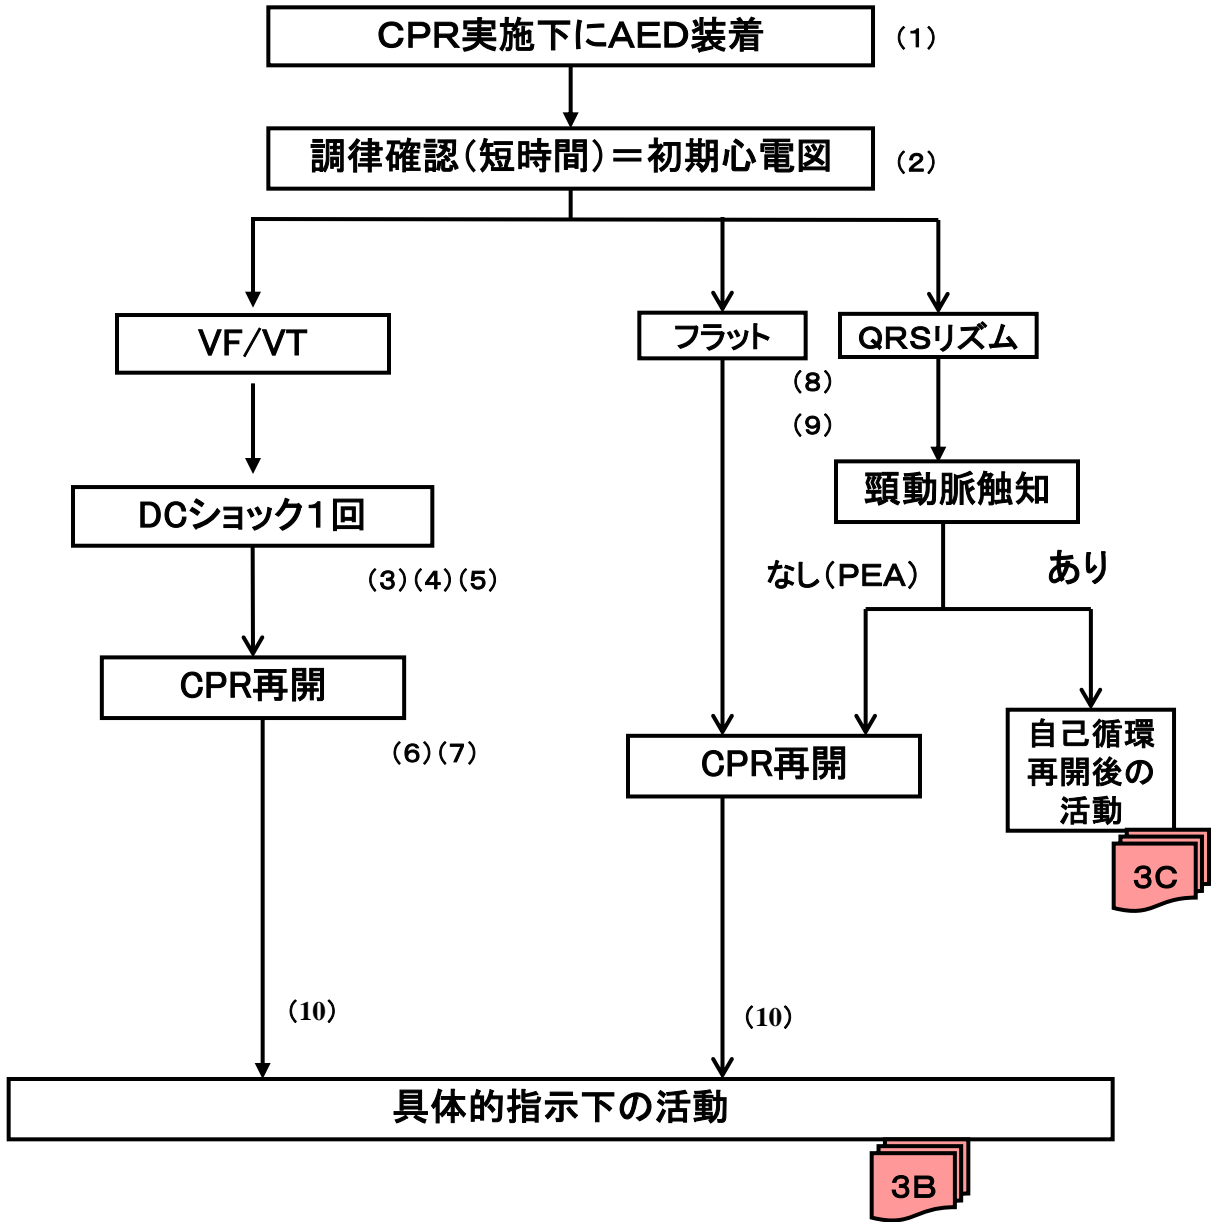 CPR実施下にAED装着
（1）
調律確認（短時間）＝初期心電図
（2）
VF/VT
フラット
QRSリズム
（8）
（9）
頸動脈触知
DCショック1回
（3）（4）（5）
なし（PEA）
あり
CPR再開
（6）（7）
CPR再開
自己循環
再開後の
活動
3C
（10）
（10）
具体的指示下の活動
3B